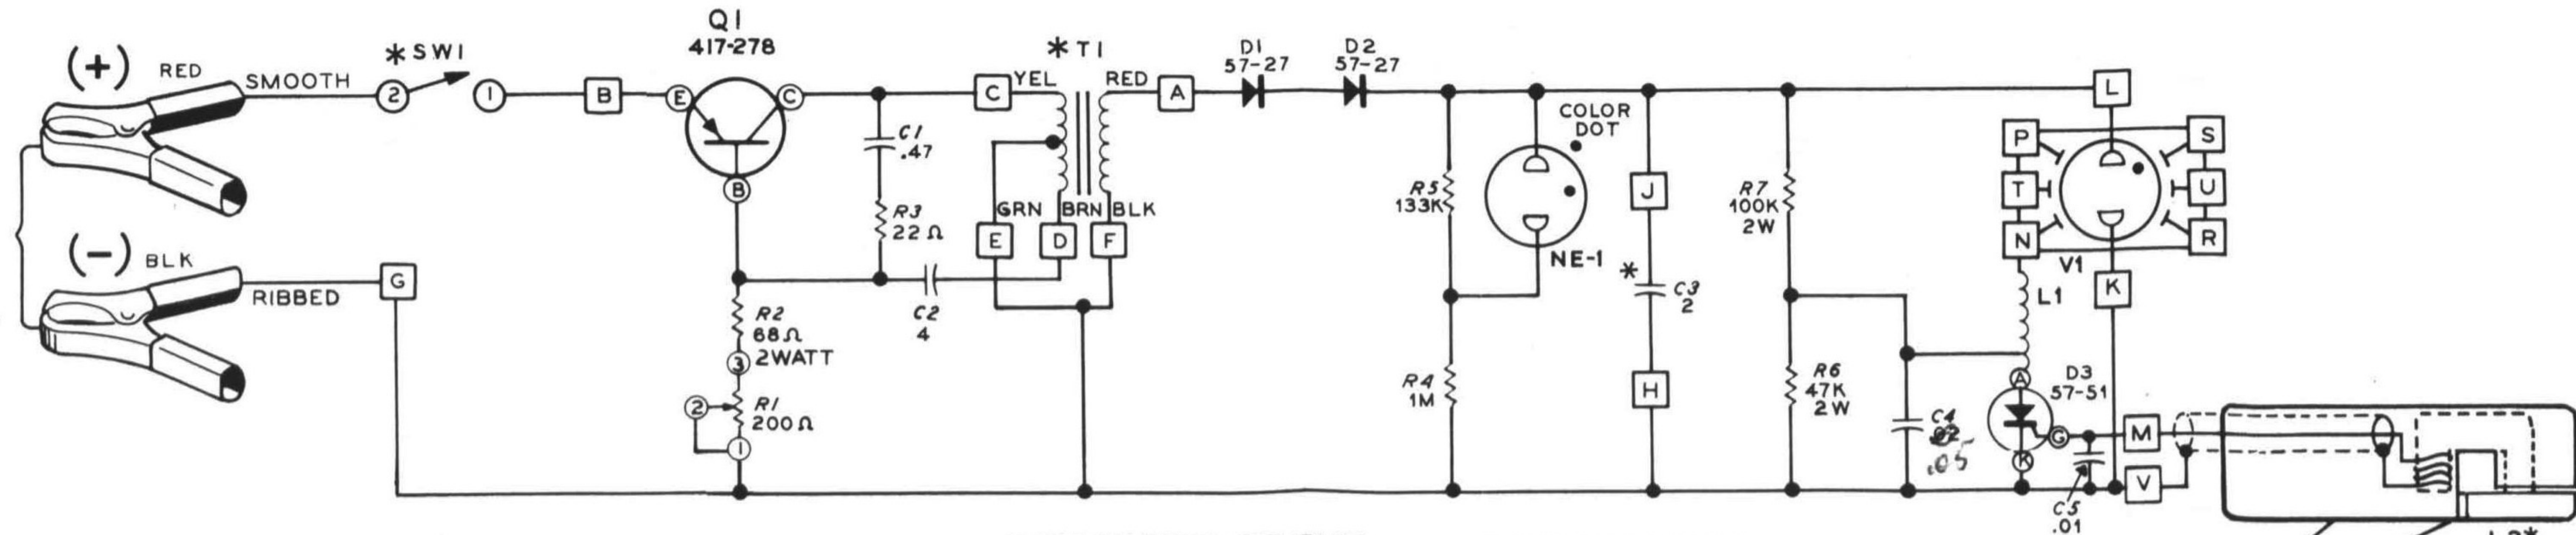 (+)
RED
SMOOTH
(-)
BLK
RIBBED
G
* SW1
2
1
B
Q1
417-278
E
C
B
C1
.47
R3
22 Ω
C2
4
R2
68Ω
2WATT
3
2
R1
200Ω
1
* T1
C
YEL
RED
A
GRN
BRN
BLK
E
D
F
D1
57-27
D2
57-27
R5
133K
R4
1M
COLOR
DOT
NE-1
J
*
C3
2
H
R7
100K
2W
R6
47K
2W
C4
.02
.05
L
P
S
T
U
N
R
V1
K
L1
A
D3
57-51
G
K
C5
.01
M
V